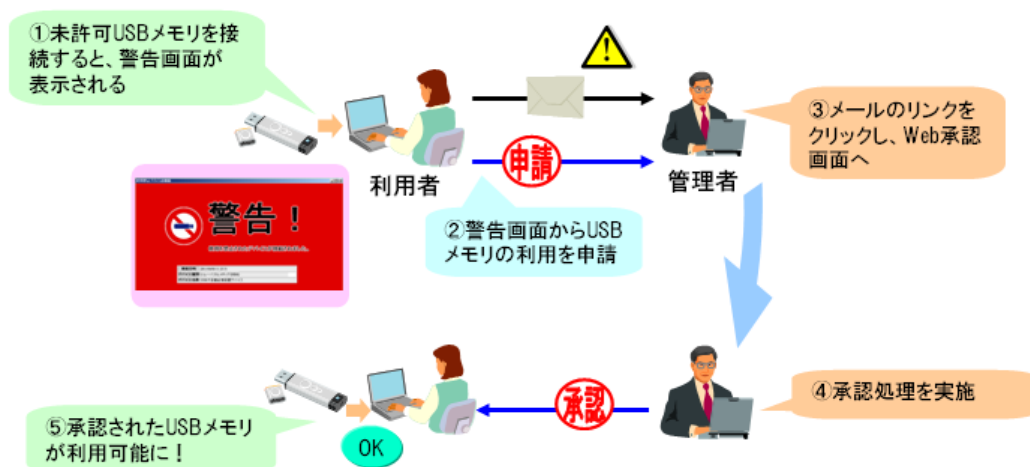 ①未許可USBメモリを接
続すると、警告画面が
表示される
③メールのリンクを
クリックし、Web承認
画面へ
申請
利用者
管理者
警告！
②警告画面からUSB
メモリの利用を申請
④承認処理を実施
承認
⑤承認されたUSBメモリ
が利用可能に！
OK